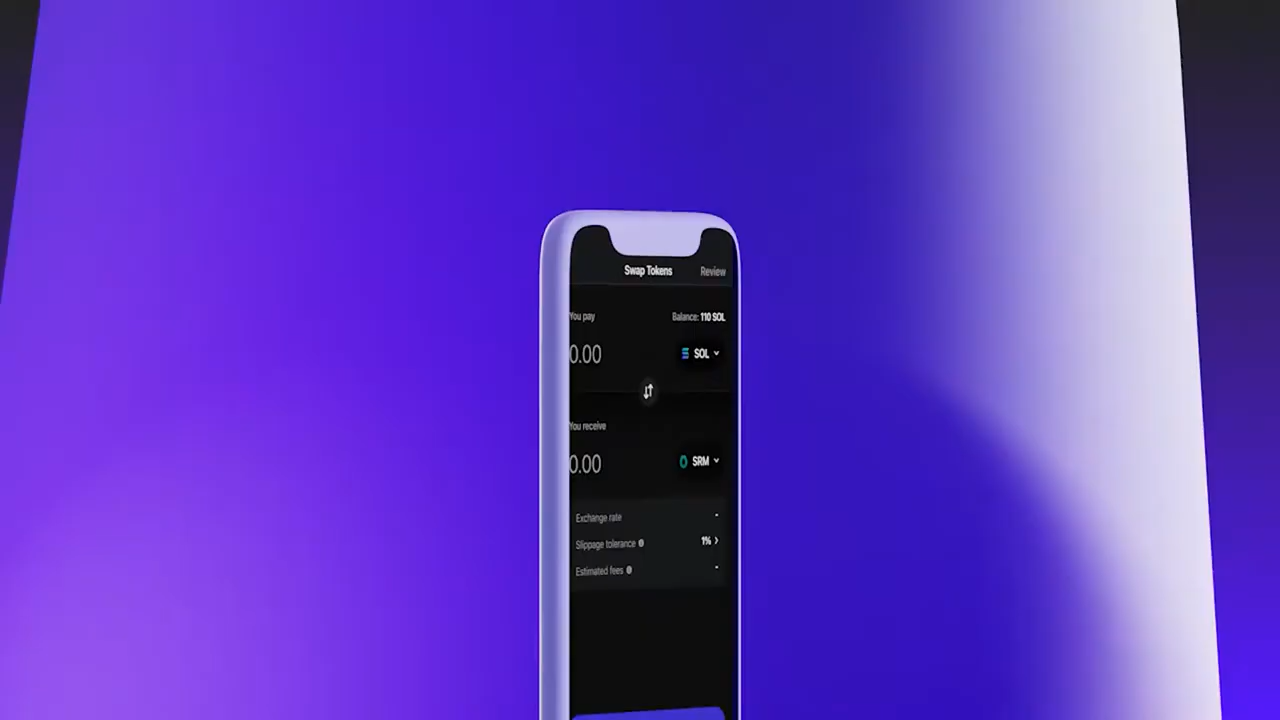 Swap Tokens Review
You pay Balance: 110 SOL
0.00 SOL
You receive
0.00 SRM
Exchange rate -
Slippage tolerance 1%
Estimated fees -